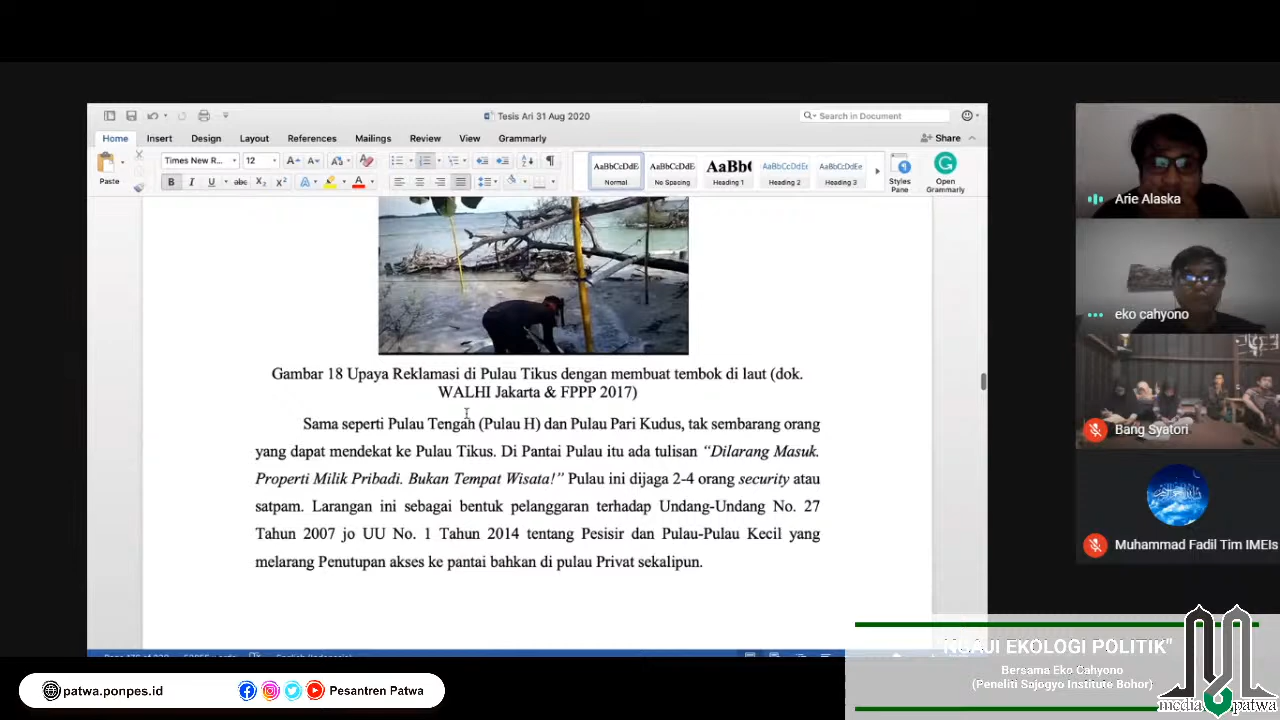 Tesis Ari 31 Aug 2020
Search in Document
Home Insert Design Layout References Mailings Review View Grammarly
Share
Paste
Times New R... 12
AaBbCcDdE AaBbCcDdE AaBb( AaBbCcDdEe AaBbCcDdEe
Normal No Spacing Heading 1 Heading 2 Heading 3
Styles Pane
Open Grammarly
Gambar 18 Upaya Reklamasi di Pulau Tikus dengan membuat tembok di laut (dok.
WALHI Jakarta & FPPP 2017)
Sama seperti Pulau Tengah (Pulau H) dan Pulau Pari Kudus, tak sembarang orang
yang dapat mendekat ke Pulau Tikus. Di Pantai Pulau itu ada tulisan “Dilarang Masuk.
Properti Milik Pribadi. Bukan Tempat Wisata!” Pulau ini dijaga 2-4 orang security atau
satpam. Larangan ini sebagai bentuk pelanggaran terhadap Undang-Undang No. 27
Tahun 2007 jo UU No. 1 Tahun 2014 tentang Pesisir dan Pulau-Pulau Kecil yang
melarang Penutupan akses ke pantai bahkan di pulau Privat sekalipun.
Arie Alaska
eko cahyono
Bang Syatori
Muhammad Fadil Tim IMEIs
EKOLOGI POLITIK"
Bersama Eko Cahyono
(Peneliti Sajogyo Institute Bohor)
media patwa
patwa.ponpes.id
Pesantren Patwa